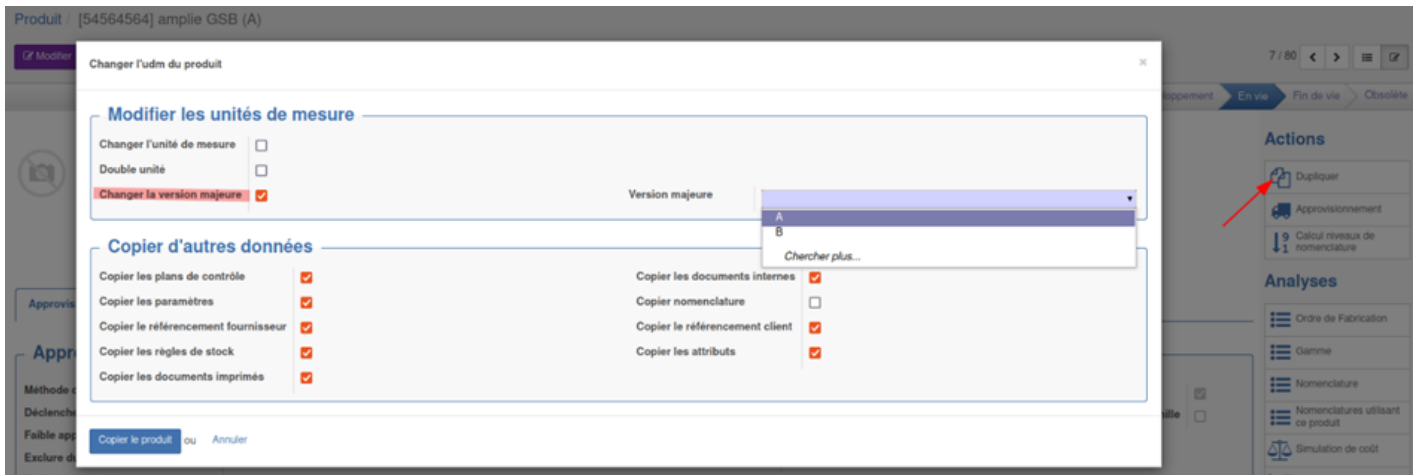 Produit / [54564564] amplie GSB (A)
Modifier
7 / 80
Changer l'udm du produit
×
loppement En vie Fin de vie Obsolète
Modifier les unités de mesure
Changer l'unité de mesure
Double unité
Changer la version majeure Version majeure
A
B
Chercher plus...
Copier d'autres données
Copier les plans de contrôle Copier les documents internes
Copier les paramètres Copier nomenclature
Copier le référencement fournisseur Copier le référencement client
Copier les règles de stock Copier les attributs
Copier les documents imprimés
Copier le produit ou Annuler
Actions
Dupliquer
Approvisionnement
Calcul niveaux de
nomenclature
Analyses
Ordre de Fabrication
Gamme
Nomenclature
Nomenclatures utilisant
ce produit
Simulation de coût
Approvis
Appro
Méthode d
Déclenche
ille
Faible app
Exclure du